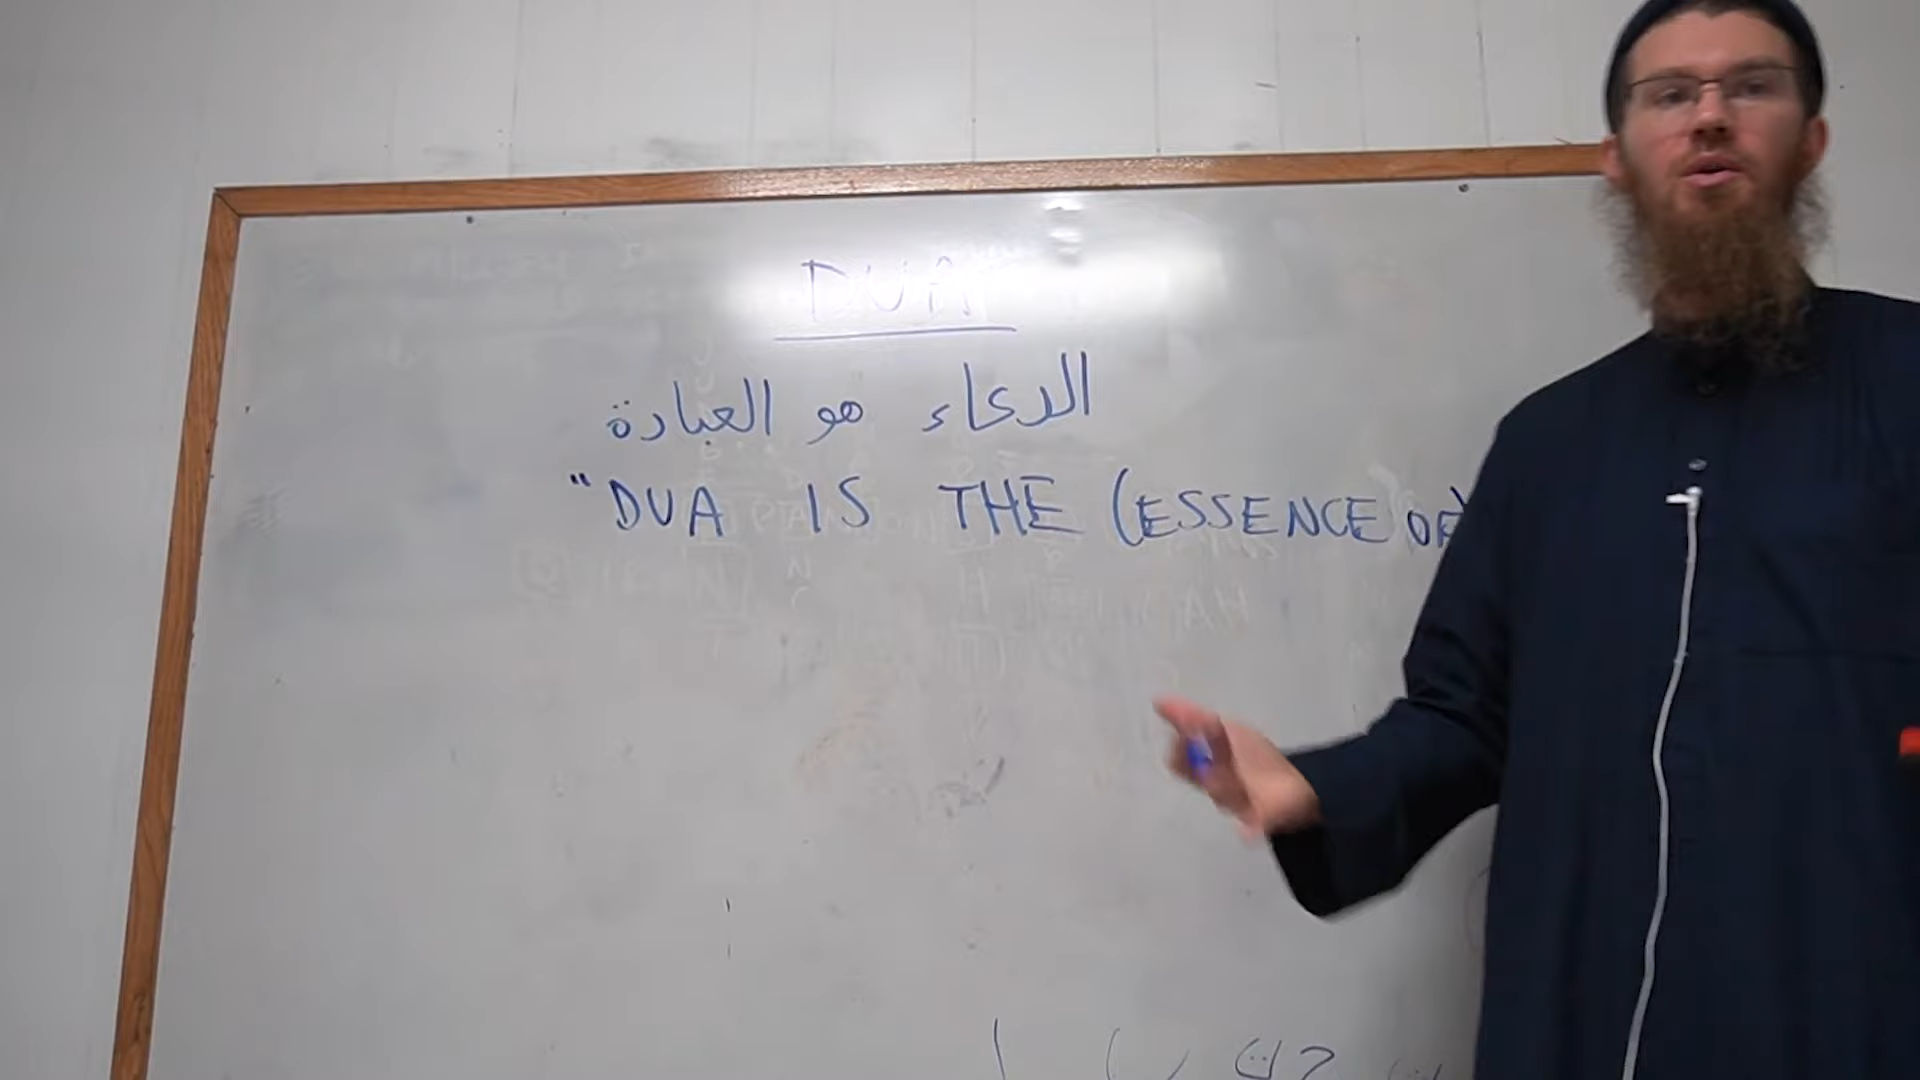 DUA
الدعاء هو العبادة
"DUA IS THE (ESSENCE OF)